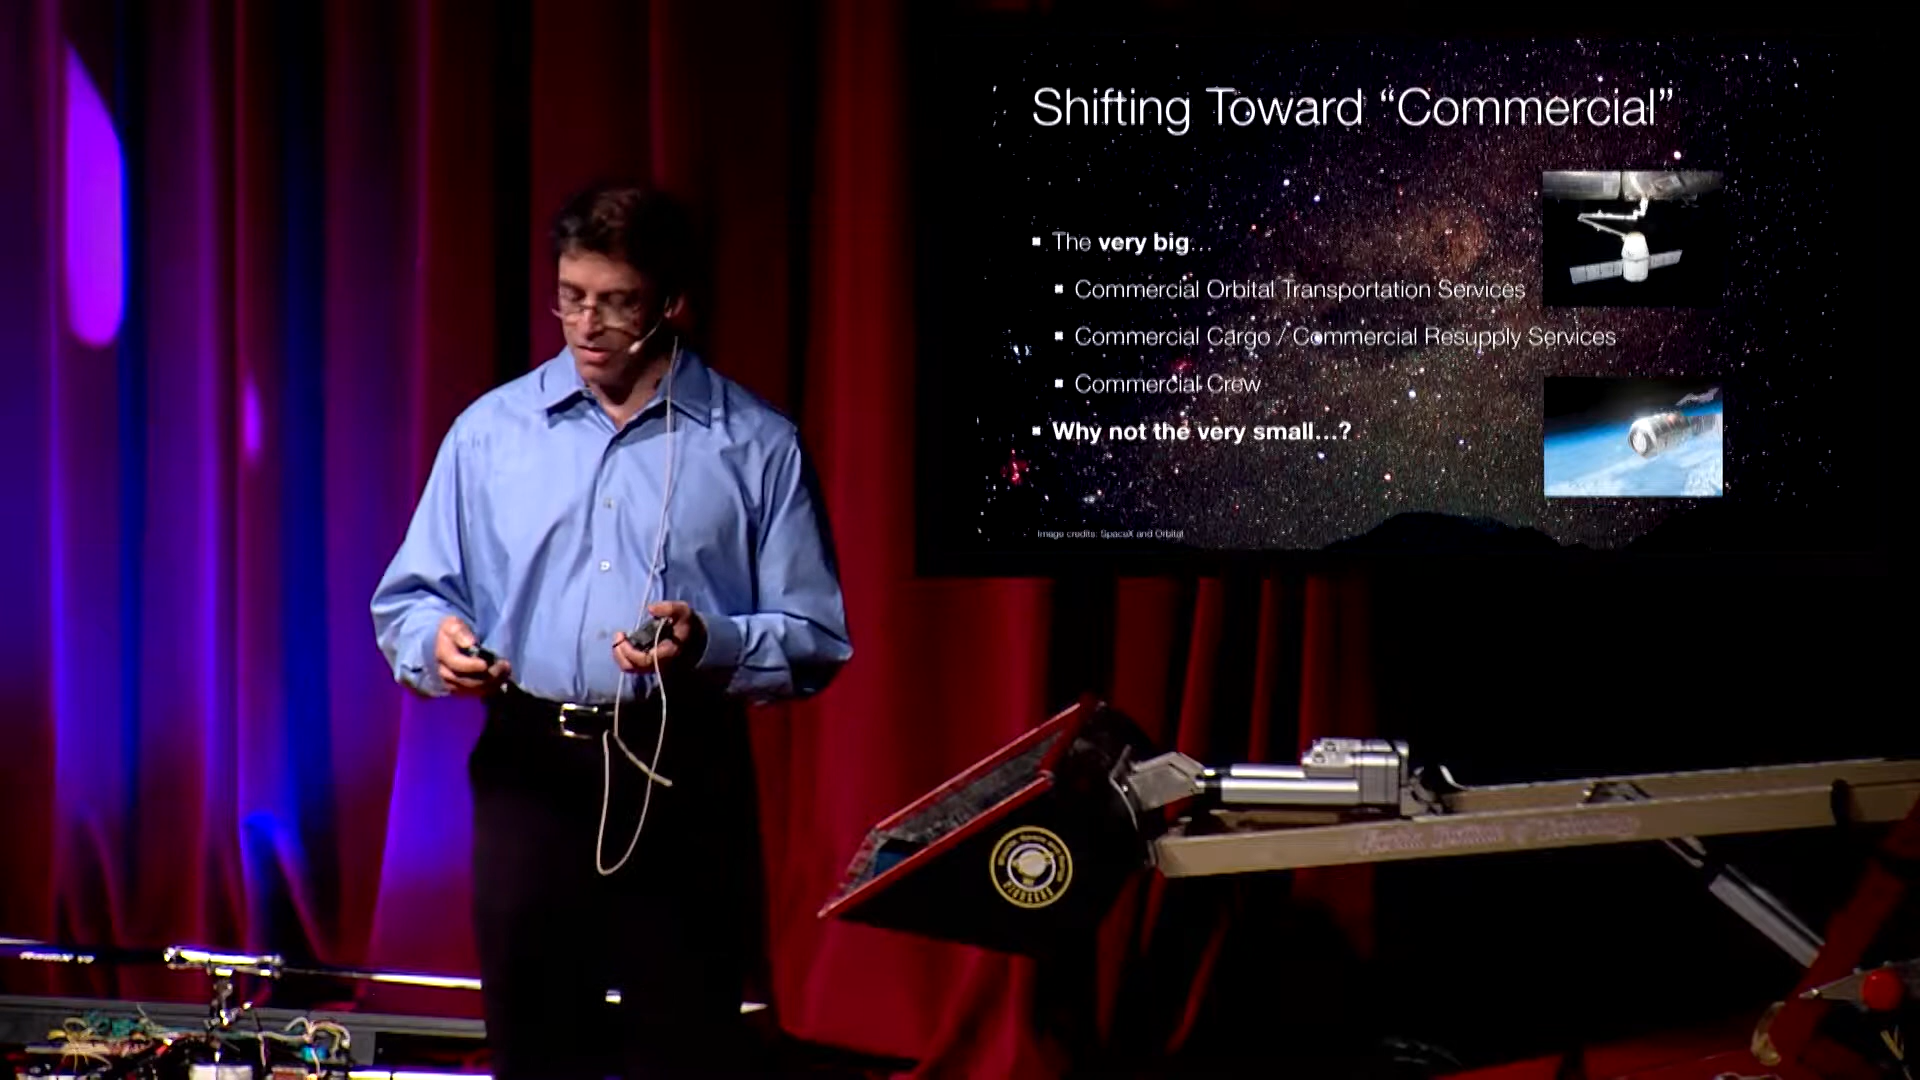 Shifting Toward “Commercial”
▪ The very big…
▪ Commercial Orbital Transportation Services
▪ Commercial Cargo / Commercial Resupply Services
▪ Commercial Crew
▪ Why not the very small…?
Image credits: SpaceX and Orbital